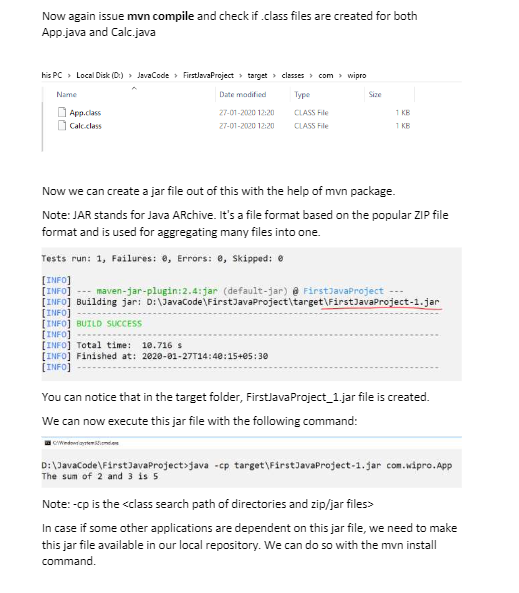 Now again issue mvn compile and check if .class files are created for both
App.java and Calc.java
his PC > Local Disk (D:) > JavaCode > FirstJavaProject > target > classes > com > wipro
Name Date modified Type Size
App.class 27-01-2020 12:20 CLASS File 1 KB
Calc.class 27-01-2020 12:20 CLASS File 1 KB
Now we can create a jar file out of this with the help of mvn package.
Note: JAR stands for Java ARchive. It's a file format based on the popular ZIP file
format and is used for aggregating many files into one.
Tests run: 1, Failures: 0, Errors: 0, Skipped: 0
[INFO]
[INFO] --- maven-jar-plugin:2.4:jar (default-jar) @ FirstJavaProject ---
[INFO] Building jar: D:\JavaCode\FirstJavaProject\target\FirstJavaProject-1.jar
[INFO] ------------------------------------------------------------------------
[INFO] BUILD SUCCESS
[INFO] ------------------------------------------------------------------------
[INFO] Total time: 10.716 s
[INFO] Finished at: 2020-01-27T14:40:15+05:30
[INFO] ------------------------------------------------------------------------
You can notice that in the target folder, FirstJavaProject_1.jar file is created.
We can now execute this jar file with the following command:
C:\Windows\system32\cmd.exe
D:\JavaCode\FirstJavaProject>java -cp target\FirstJavaProject-1.jar com.wipro.App
The sum of 2 and 3 is 5
Note: -cp is the <class search path of directories and zip/jar files>
In case if some other applications are dependent on this jar file, we need to make
this jar file available in our local repository. We can do so with the mvn install
command.